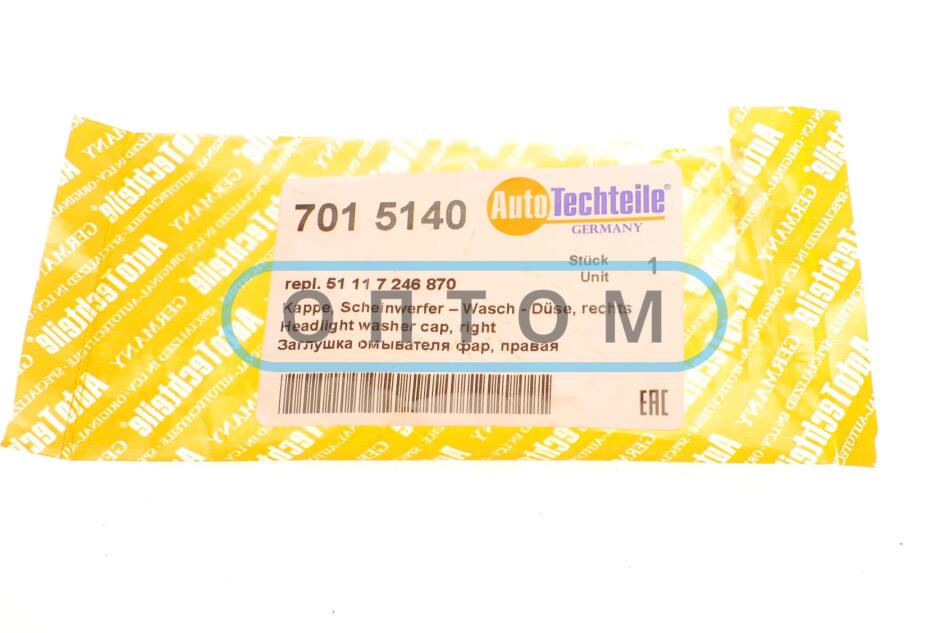 701 5140
AutoTechteile®
GERMANY
Stück
Unit 1
repl. 51 11 7 246 870
Kappe, Scheinwerfer – Wasch - Düse, rechts
Headlight washer cap, right
Заглушка омывателя фар, правая
ОПТОМ
EAC